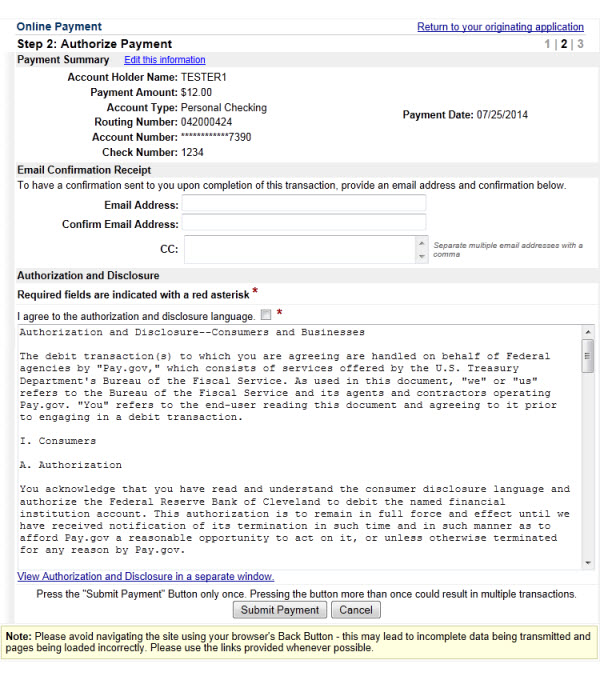 Online Payment Return to your originating application
Step 2: Authorize Payment 1 | 2 | 3
Payment Summary Edit this information
Account Holder Name: TESTER1
Payment Amount: $12.00
Account Type: Personal Checking
Payment Date: 07/25/2014
Routing Number: 042000424
Account Number: ************7390
Check Number: 1234
Email Confirmation Receipt
To have a confirmation sent to you upon completion of this transaction, provide an email address and confirmation below.
Email Address:
Confirm Email Address:
CC: Separate multiple email addresses with a
comma
Authorization and Disclosure
Required fields are indicated with a red asterisk *
I agree to the authorization and disclosure language. *
Authorization and Disclosure--Consumers and Businesses
The debit transaction(s) to which you are agreeing are handled on behalf of Federal
agencies by "Pay.gov," which consists of services offered by the U.S. Treasury
Department's Bureau of the Fiscal Service. As used in this document, "we" or "us"
refers to the Bureau of the Fiscal Service and its agents and contractors operating
Pay.gov. "You" refers to the end-user reading this document and agreeing to it prior
to engaging in a debit transaction.
I. Consumers
A. Authorization
You acknowledge that you have read and understand the consumer disclosure language and
authorize the Federal Reserve Bank of Cleveland to debit the named financial
institution account. This authorization is to remain in full force and effect until we
have received notification of its termination in such time and in such manner as to
afford Pay.gov a reasonable opportunity to act on it, or unless otherwise terminated
for any reason by Pay.gov.
View Authorization and Disclosure in a separate window.
Press the "Submit Payment" Button only once. Pressing the button more than once could result in multiple transactions.
Submit Payment Cancel
Note: Please avoid navigating the site using your browser's Back Button - this may lead to incomplete data being transmitted and
pages being loaded incorrectly. Please use the links provided whenever possible.